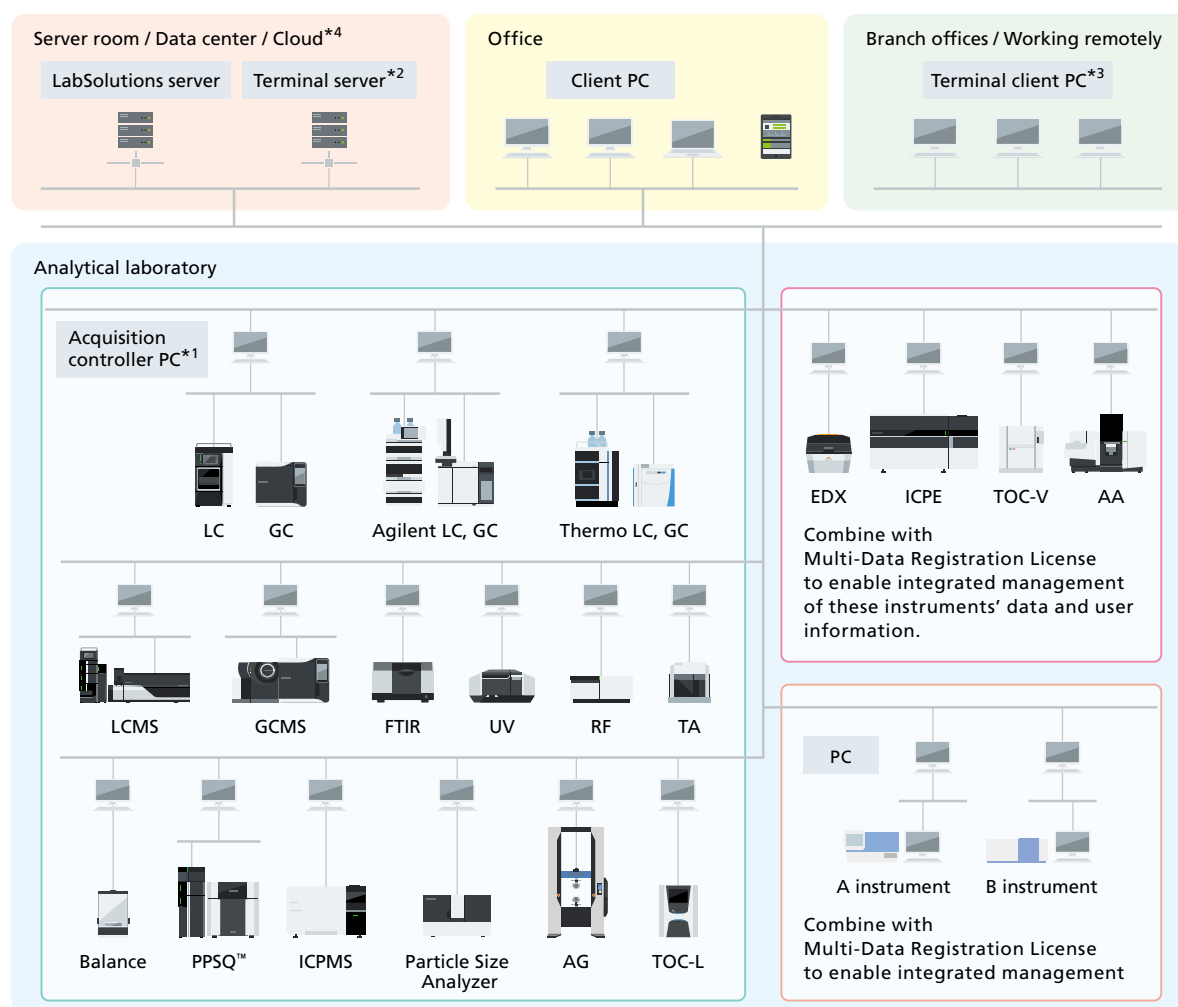 Server room / Data center / Cloud*4
LabSolutions server
Terminal server*2
Office
Client PC
Branch offices / Working remotely
Terminal client PC*3
Analytical laboratory
Acquisition
controller PC*1
LC
GC
Agilent LC, GC
Thermo LC, GC
EDX
ICPE
TOC-V
AA
Combine with
Multi-Data Registration License
to enable integrated management
of these instruments’ data and user
information.
LCMS
GCMS
FTIR
UV
RF
TA
PC
A instrument
B instrument
Combine with
Multi-Data Registration License
to enable integrated management
Balance
PPSQ™
ICPMS
Particle Size
Analyzer
AG
TOC-L